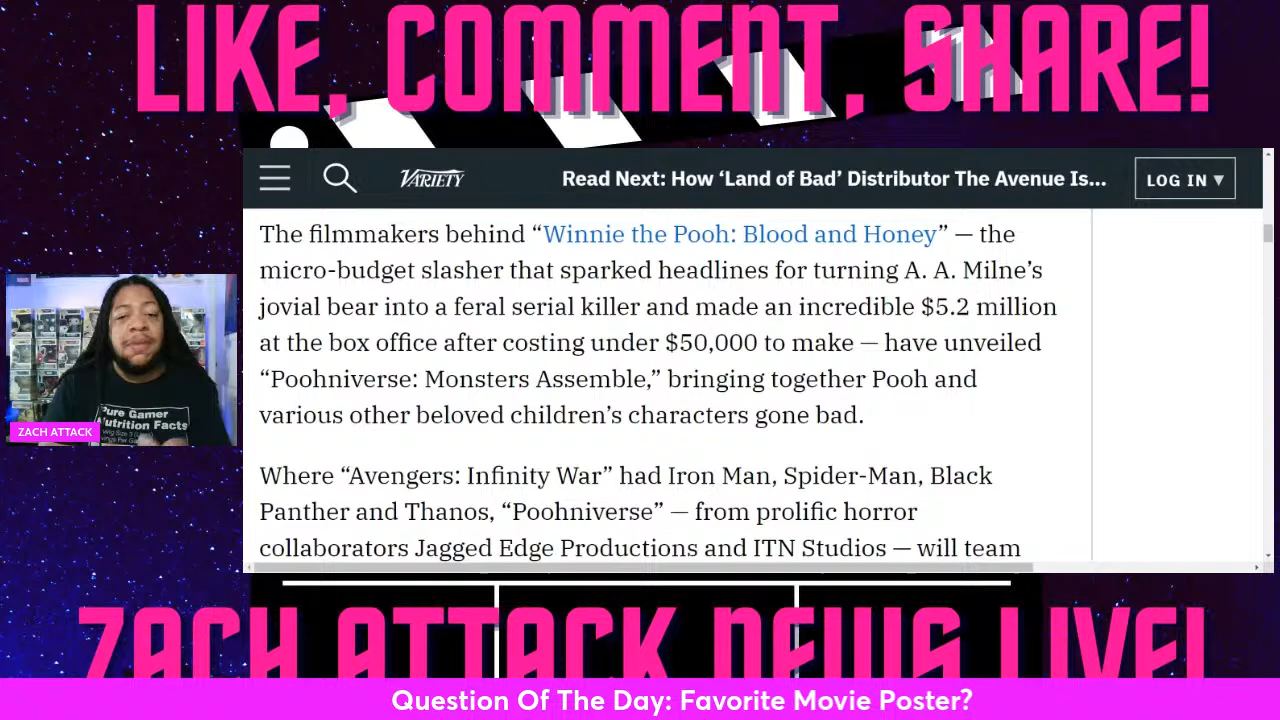 LIKE, COMMENT, SHARE!
VARIETY
Read Next: How ‘Land of Bad’ Distributor The Avenue Is...
LOG IN ▼
The filmmakers behind “Winnie the Pooh: Blood and Honey” — the
micro-budget slasher that sparked headlines for turning A. A. Milne’s
jovial bear into a feral serial killer and made an incredible $5.2 million
at the box office after costing under $50,000 to make — have unveiled
“Poohniverse: Monsters Assemble,” bringing together Pooh and
various other beloved children’s characters gone bad.
Where “Avengers: Infinity War” had Iron Man, Spider-Man, Black
Panther and Thanos, “Poohniverse” — from prolific horror
collaborators Jagged Edge Productions and ITN Studios — will team
Pure Gamer
Nutrition Facts
ZACH ATTACK
ZACH ATTACK NEWS LIVE!
Question Of The Day: Favorite Movie Poster?